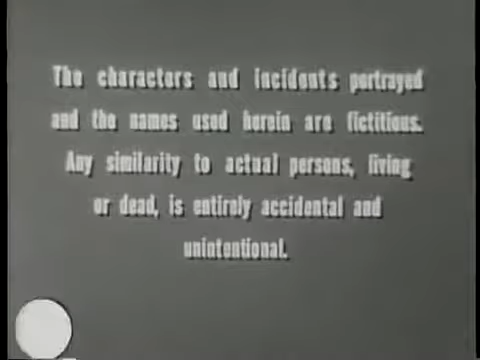 The characters and incidents portrayed
and the names used herein are fictitious.
Any similarity to actual persons, living
or dead, is entirely accidental and
unintentional.